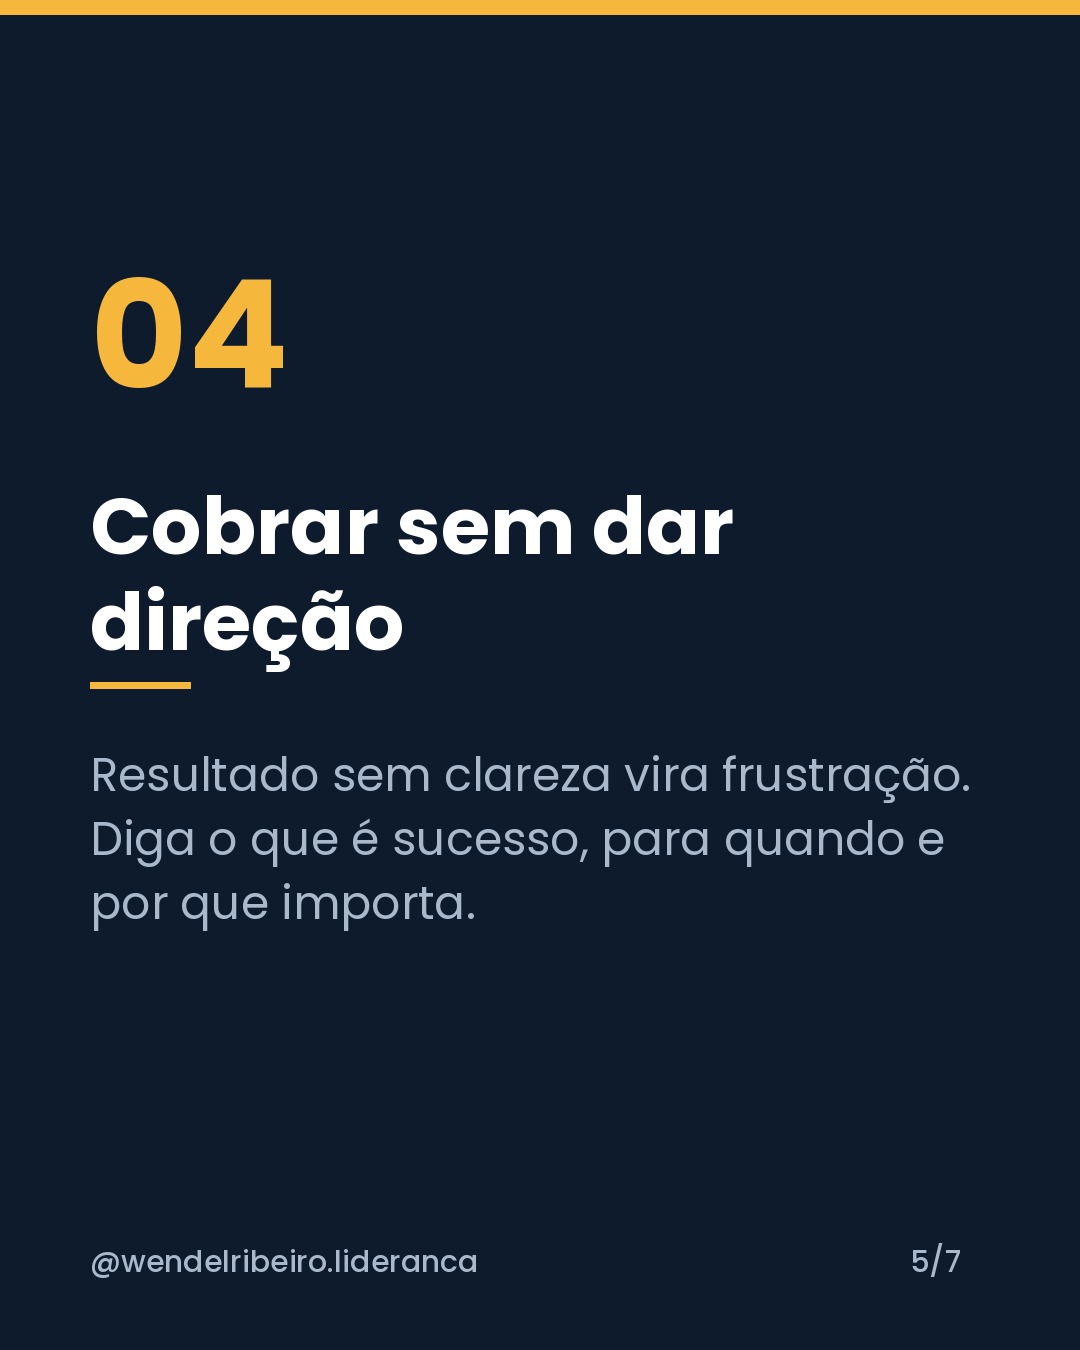 04
Cobrar sem dar
direção
Resultado sem clareza vira frustração.
Diga o que é sucesso, para quando e
por que importa.
@wendelribeiro.lideranca
5/7